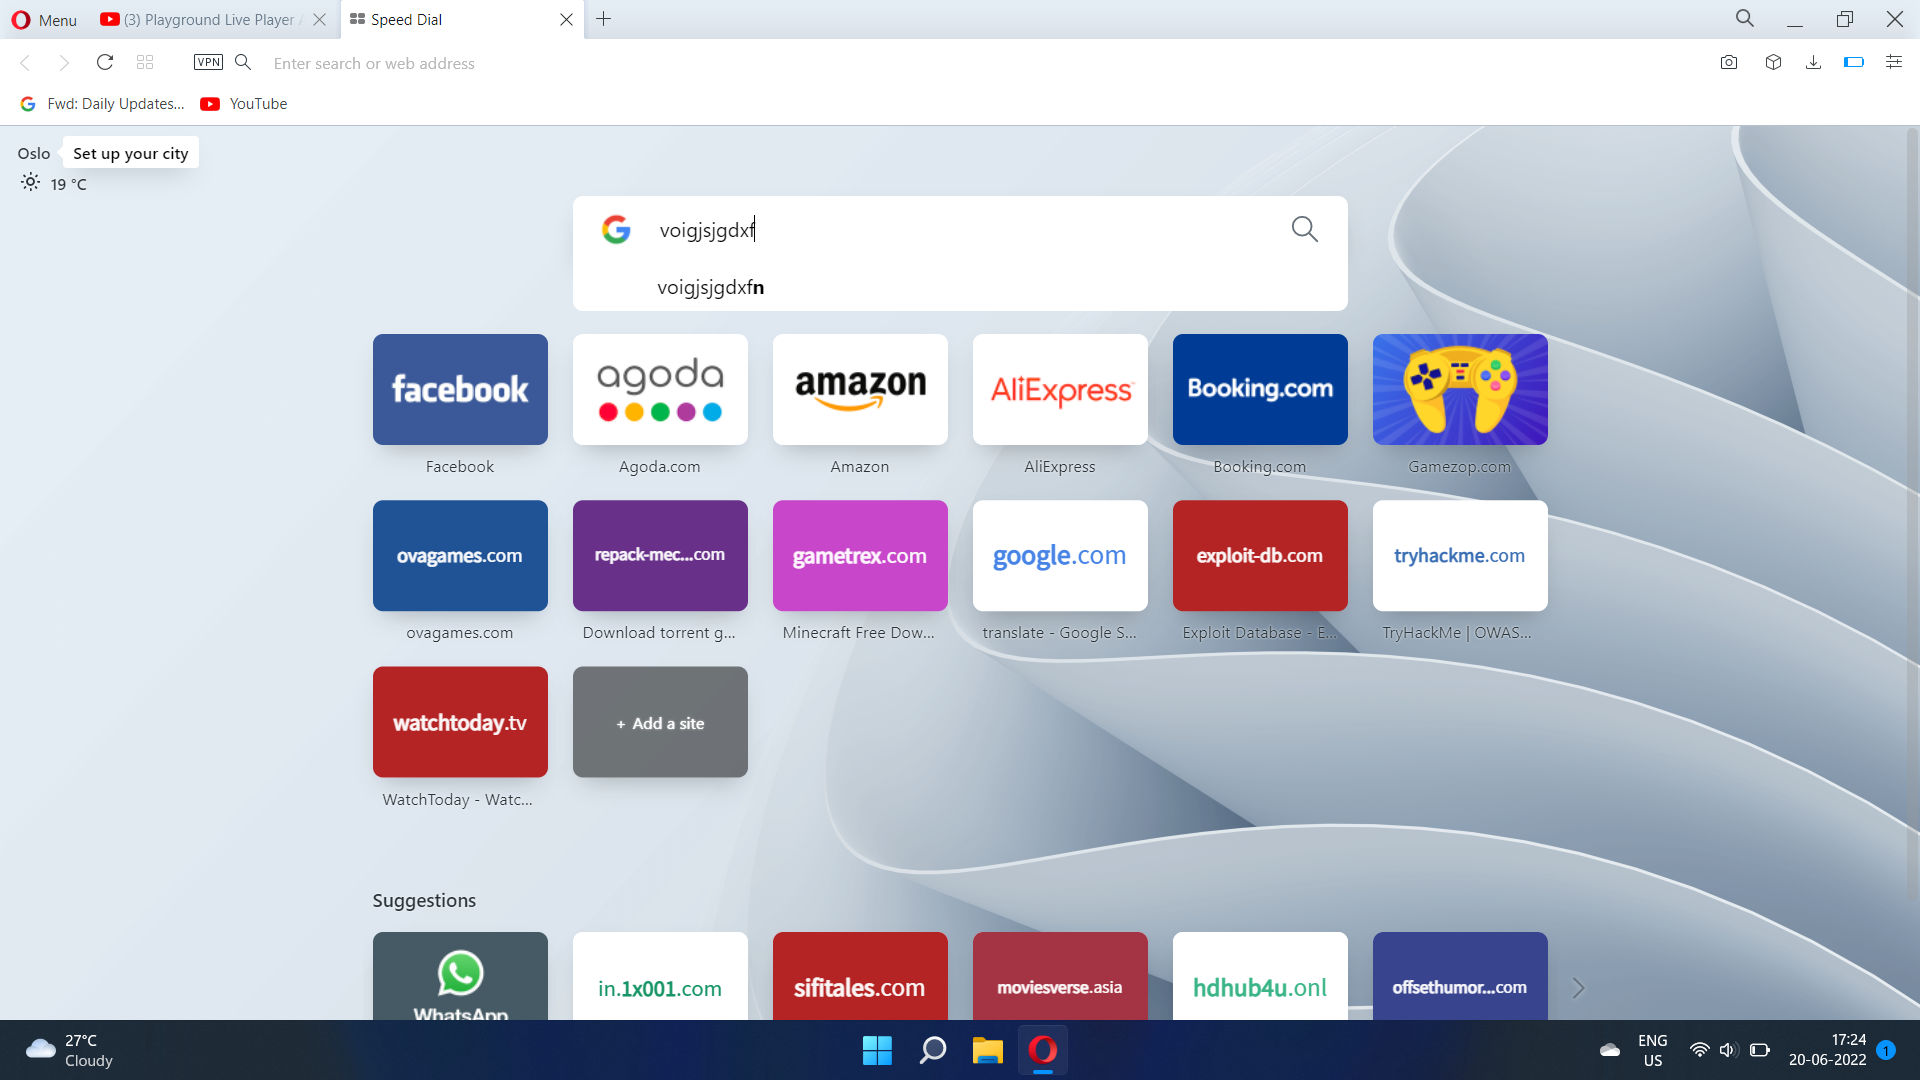 Menu
(3) Playground Live Player
Speed Dial
VPN
Enter search or web address
Fwd: Daily Updates...
YouTube
Oslo
Set up your city
19 °C
voigjsjgdxf
voigjsjgdxfn
facebook
agoda
amazon
AliExpress
Booking.com
Facebook
Agoda.com
Amazon
AliExpress
Booking.com
Gamezop.com
ovagames.com
repack-mec...com
gametrex.com
google.com
exploit-db.com
tryhackme.com
ovagames.com
Download torrent g...
Minecraft Free Dow...
translate - Google S...
Exploit Database - E...
TryHackMe | OWAS...
watchtoday.tv
+ Add a site
WatchToday - Watc...
Suggestions
WhatsApp
in.1x001.com
sifitales.com
moviesverse.asia
hdhub4u.onl
offsethumor...com
27°C
Cloudy
ENG
US
17:24
20-06-2022
1